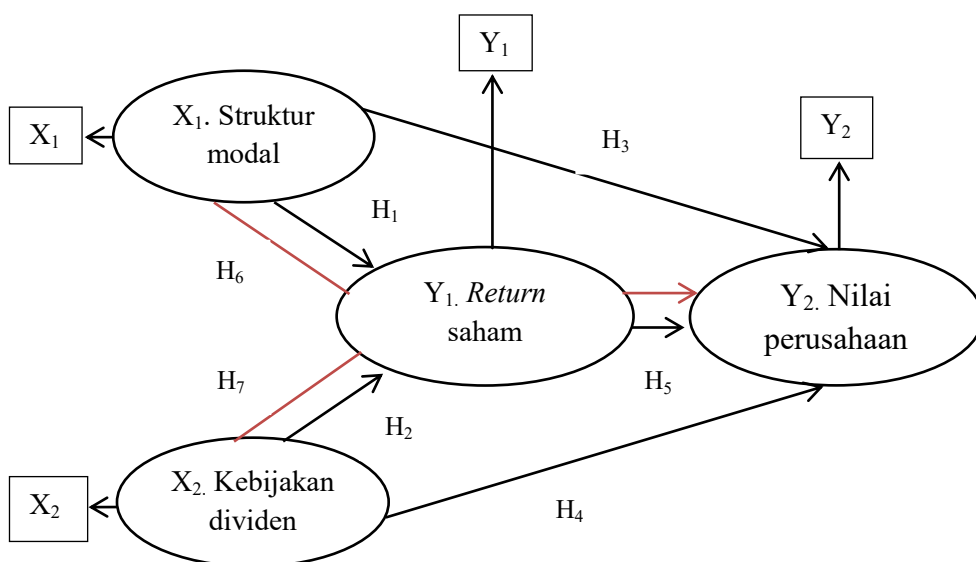 Y₁
X₁. Struktur
modal
X₁
Y₂
H₃
H₁
H₆
Y₁. Return
saham
Y₂. Nilai
perusahaan
H₇
H₅
H₂
X₂. Kebijakan
dividen
X₂
H₄